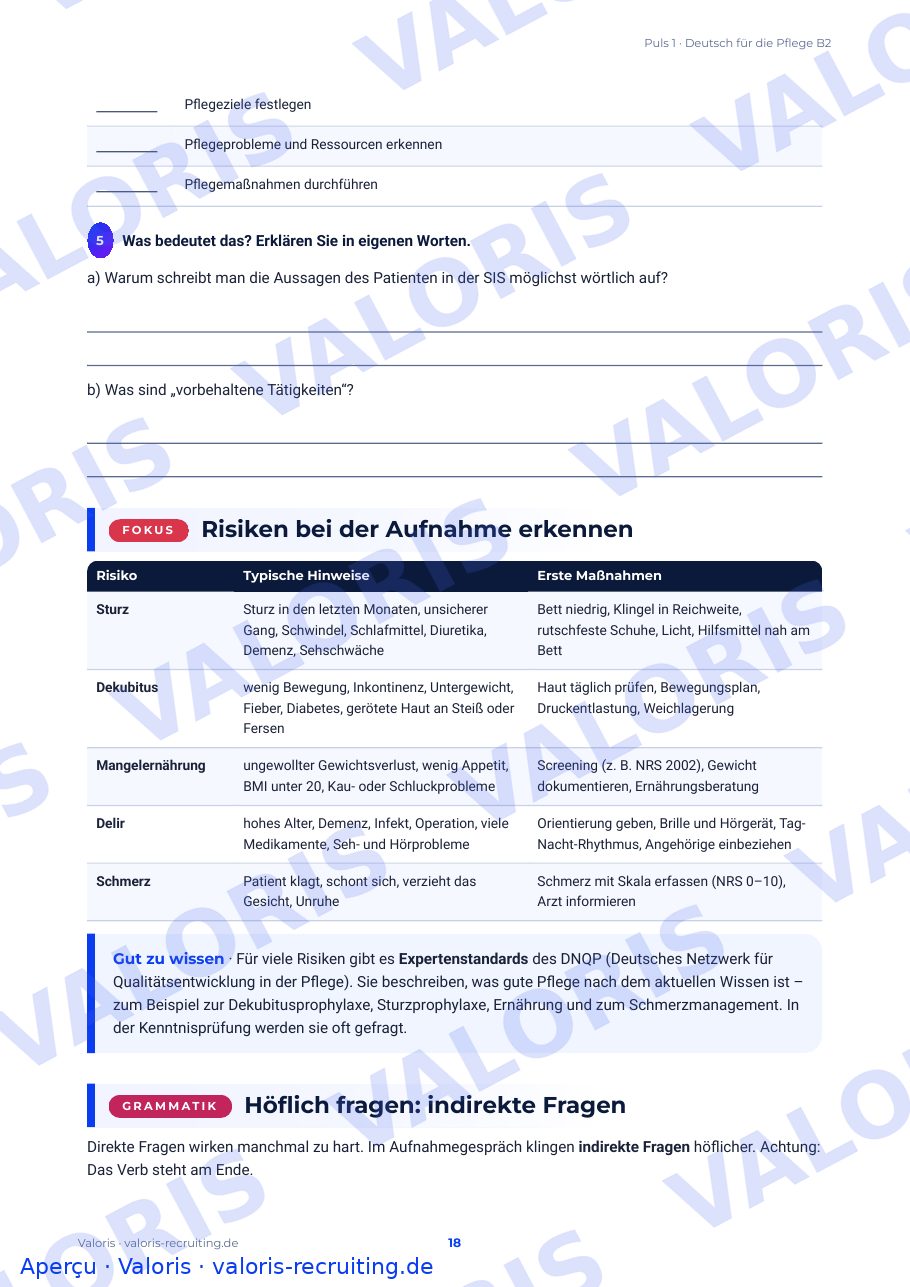 Puls 1 · Deutsch für die Pflege B2
Pflegeziele festlegen
Pflegeprobleme und Ressourcen erkennen
Pflegemaßnahmen durchführen
5 Was bedeutet das? Erklären Sie in eigenen Worten.
a) Warum schreibt man die Aussagen des Patienten in der SIS möglichst wörtlich auf?
b) Was sind „vorbehaltene Tätigkeiten“?
FOKUS Risiken bei der Aufnahme erkennen
Risiko Typische Hinweise Erste Maßnahmen
Sturz Sturz in den letzten Monaten, unsicherer Bett niedrig, Klingel in Reichweite,
Gang, Schwindel, Schlafmittel, Diuretika, rutschfeste Schuhe, Licht, Hilfsmittel nah am
Demenz, Sehschwäche Bett
Dekubitus wenig Bewegung, Inkontinenz, Untergewicht, Haut täglich prüfen, Bewegungsplan,
Fieber, Diabetes, gerötete Haut an Steiß oder Druckentlastung, Weichlagerung
Fersen
Mangelernährung ungewollter Gewichtsverlust, wenig Appetit, Screening (z. B. NRS 2002), Gewicht
BMI unter 20, Kau- oder Schluckprobleme dokumentieren, Ernährungsberatung
Delir hohes Alter, Demenz, Infekt, Operation, viele Orientierung geben, Brille und Hörgerät, Tag-
Medikamente, Seh- und Hörprobleme Nacht-Rhythmus, Angehörige einbeziehen
Schmerz Patient klagt, schont sich, verzieht das Schmerz mit Skala erfassen (NRS 0–10),
Gesicht, Unruhe Arzt informieren
Gut zu wissen · Für viele Risiken gibt es Expertenstandards des DNQP (Deutsches Netzwerk für
Qualitätsentwicklung in der Pflege). Sie beschreiben, was gute Pflege nach dem aktuellen Wissen ist –
zum Beispiel zur Dekubitusprophylaxe, Sturzprophylaxe, Ernährung und zum Schmerzmanagement. In
der Kenntnisprüfung werden sie oft gefragt.
GRAMMATIK Höflich fragen: indirekte Fragen
Direkte Fragen wirken manchmal zu hart. Im Aufnahmegespräch klingen indirekte Fragen höflicher. Achtung:
Das Verb steht am Ende.
Valoris · valoris-recruiting.de 18
Aperçu · Valoris · valoris-recruiting.de
VALORIS